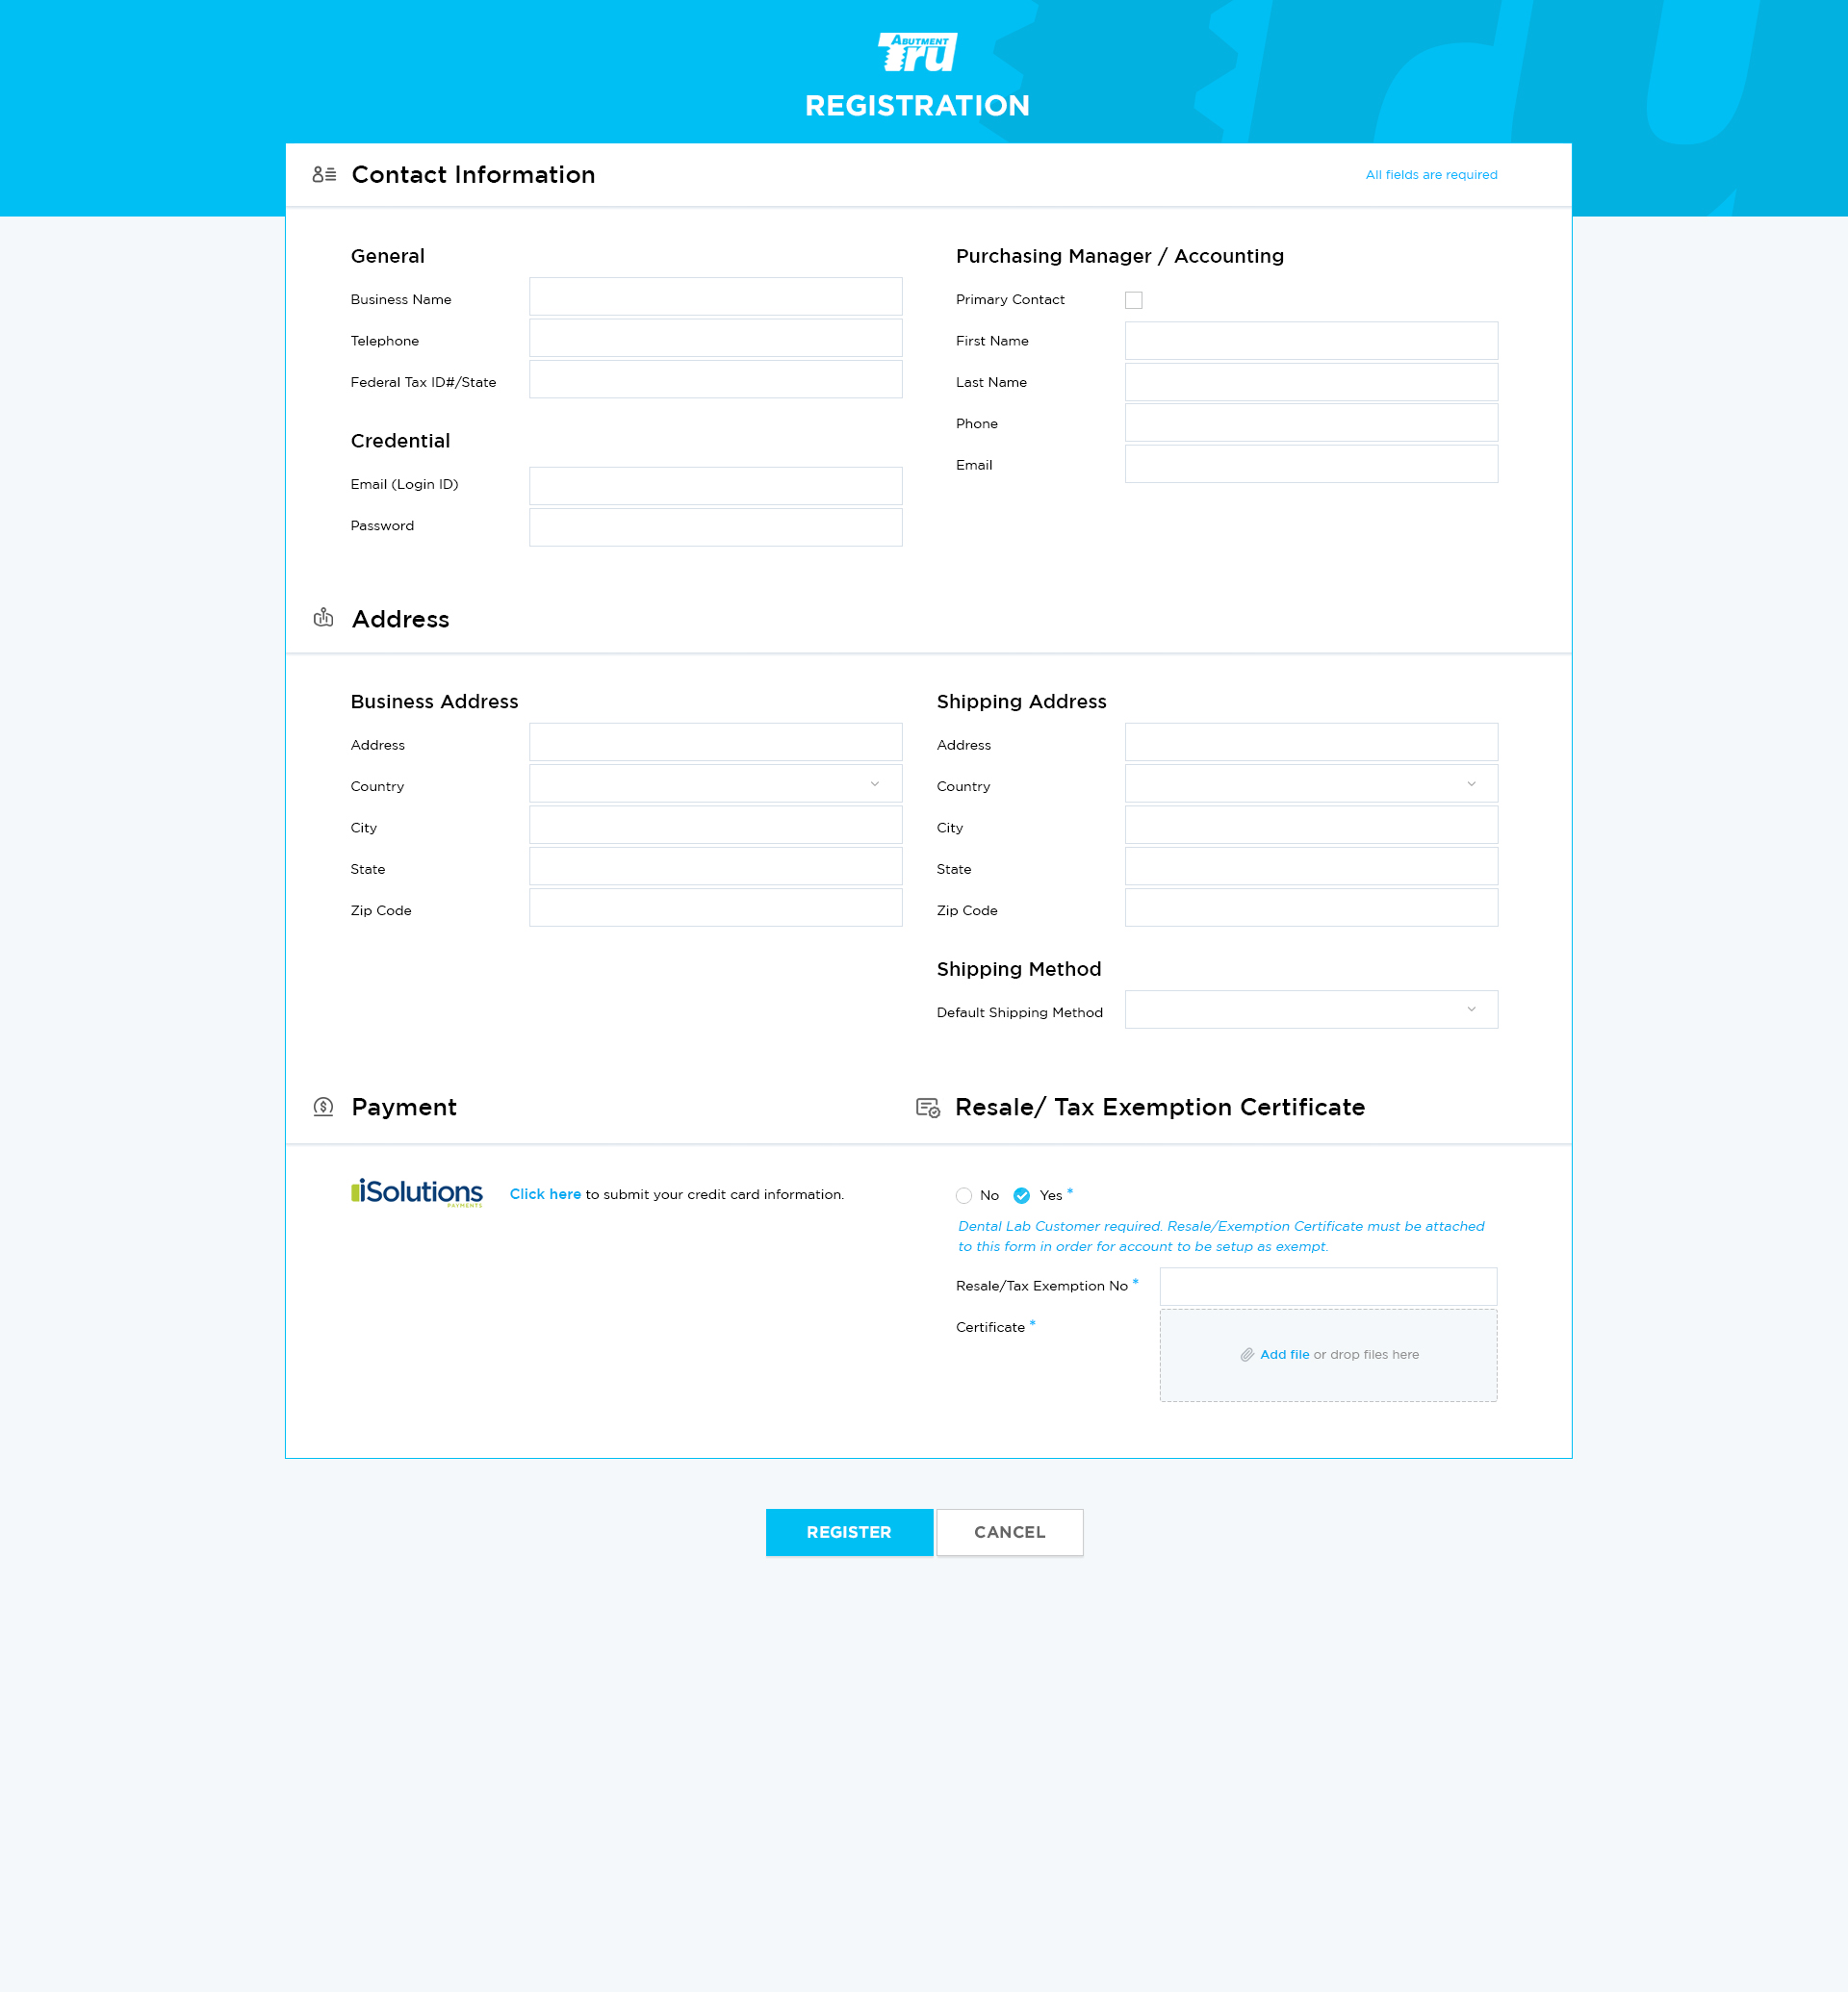 ABUTMENT
Tru
REGISTRATION
Contact Information
All fields are required
General
Business Name
Telephone
Federal Tax ID#/State
Credential
Email (Login ID)
Password
Purchasing Manager / Accounting
Primary Contact
First Name
Last Name
Phone
Email
Address
Business Address
Address
Country
City
State
Zip Code
Shipping Address
Address
Country
City
State
Zip Code
Shipping Method
Default Shipping Method
Payment
iSolutions
PAYMENTS
Click here to submit your credit card information.
Resale/ Tax Exemption Certificate
No Yes *
Dental Lab Customer required. Resale/Exemption Certificate must be attached
to this form in order for account to be setup as exempt.
Resale/Tax Exemption No *
Certificate *
Add file or drop files here
REGISTER CANCEL